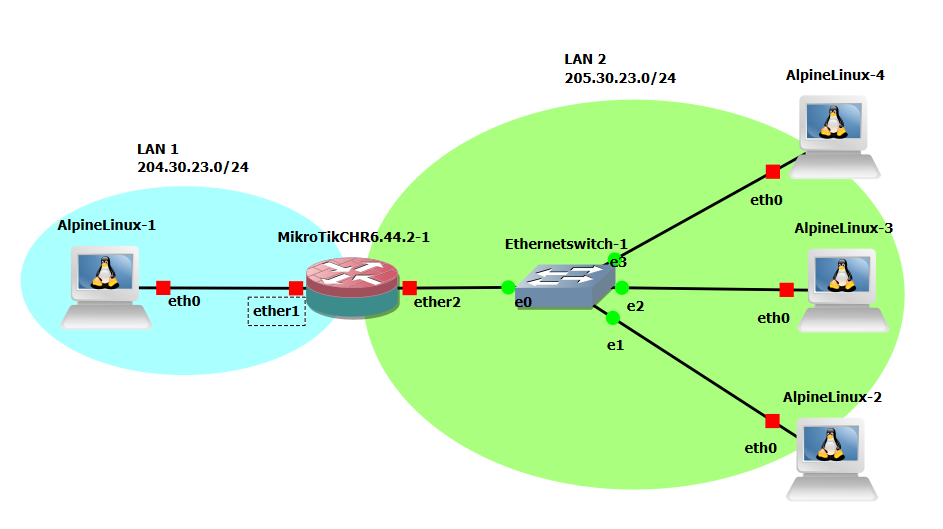 LAN 2
205.30.23.0/24
AlpineLinux-4
LAN 1
204.30.23.0/24
eth0
AlpineLinux-1
MikroTikCHR6.44.2-1
Ethernetswitch-1
AlpineLinux-3
e3
eth0
ether1
ether2
e0
e2
eth0
e1
AlpineLinux-2
eth0